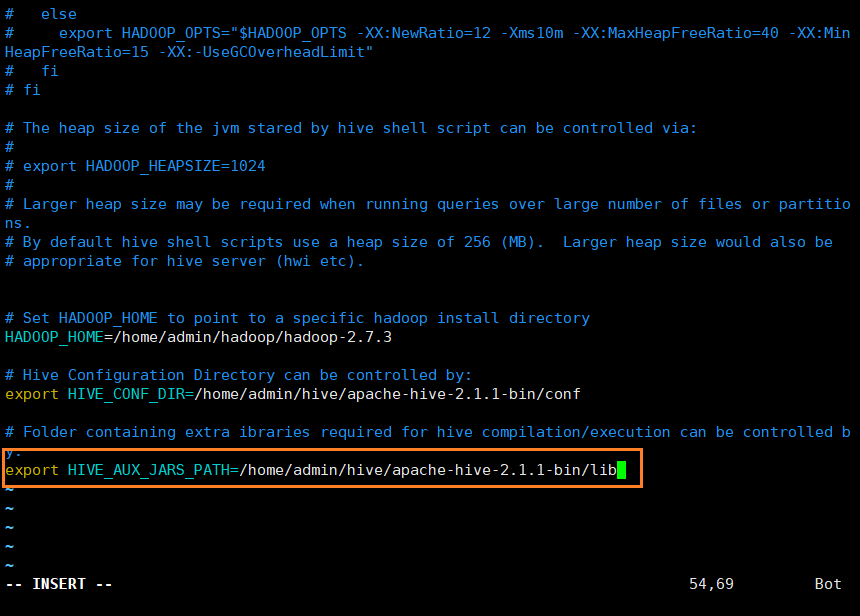 #   else
#     export HADOOP_OPTS="$HADOOP_OPTS -XX:NewRatio=12 -Xms10m -XX:MaxHeapFreeRatio=40 -XX:Min
HeapFreeRatio=15 -XX:-UseGCOverheadLimit"
#   fi
# fi

# The heap size of the jvm stared by hive shell script can be controlled via:
#
# export HADOOP_HEAPSIZE=1024
#
# Larger heap size may be required when running queries over large number of files or partitio
ns.
# By default hive shell scripts use a heap size of 256 (MB).  Larger heap size would also be
# appropriate for hive server (hwi etc).


# Set HADOOP_HOME to point to a specific hadoop install directory
HADOOP_HOME=/home/admin/hadoop/hadoop-2.7.3

# Hive Configuration Directory can be controlled by:
export HIVE_CONF_DIR=/home/admin/hive/apache-hive-2.1.1-bin/conf

# Folder containing extra ibraries required for hive compilation/execution can be controlled b
y:
export HIVE_AUX_JARS_PATH=/home/admin/hive/apache-hive-2.1.1-bin/lib
~
~
~
~
~
-- INSERT --                                                                54,69         Bot